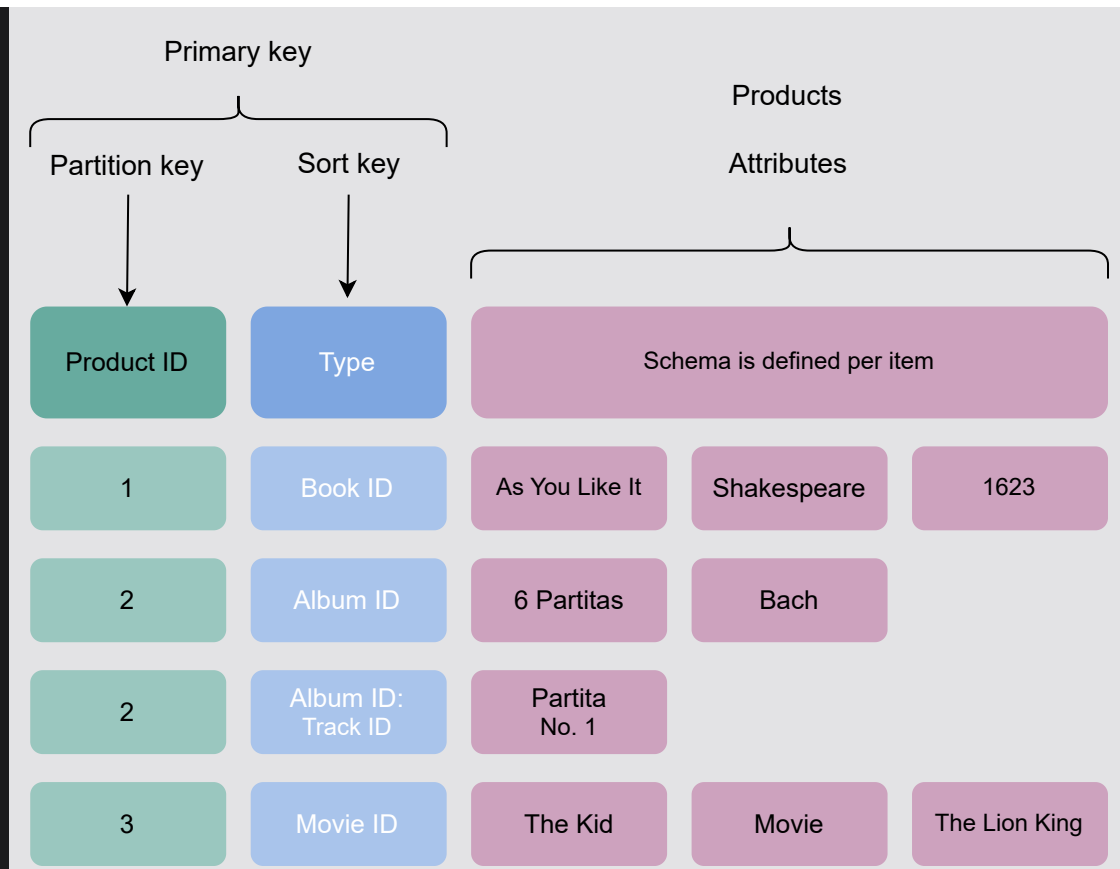 Primary key
Products
Partition key
Sort key
Attributes
Product ID
Type
Schema is defined per item
1
Book ID
As You Like It
Shakespeare
1623
2
Album ID
6 Partitas
Bach
2
Album ID:
Track ID
Partita
No. 1
3
Movie ID
The Kid
Movie
The Lion King